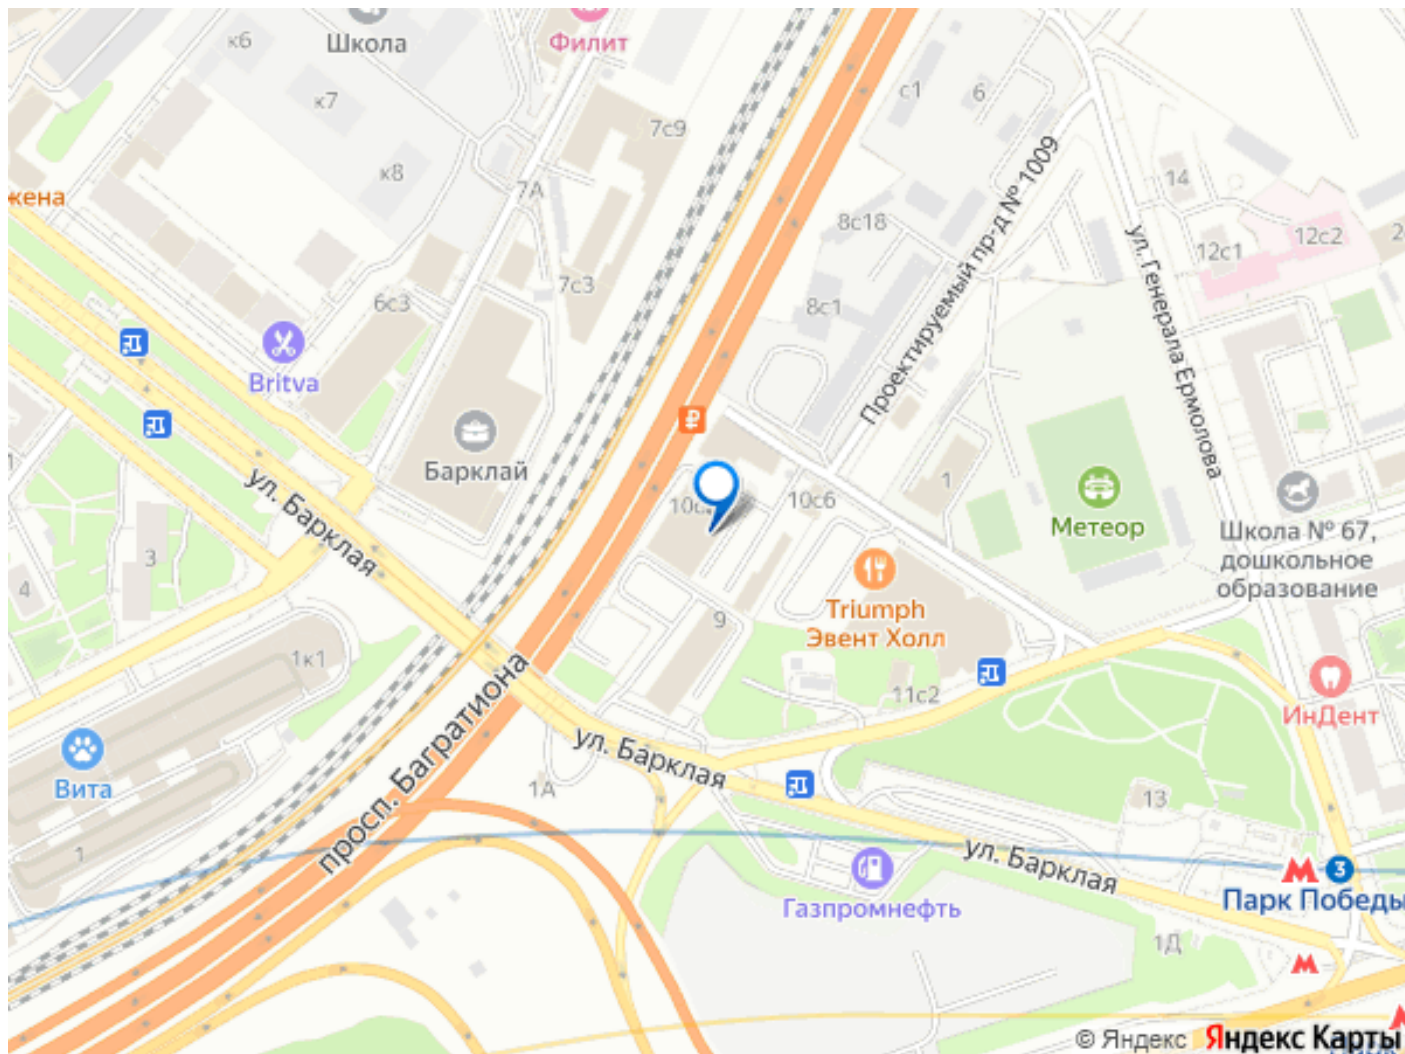 к6
Школа
Филит
к7
7с9
с1
6
к8
7А
жена
14
8с18
12с1
12с2
Проектируемый пр-д № 1009
ул. Генерала Ермолова
7с3
6с3
8с1
Britva
Барклай
ул. Барклая
10с6
1
Метеор
Школа № 67,
дошкольное
образование
3
4
Triumph
Эвент Холл
9
1к1
11с2
ИнДент
просп. Багратиона
ул. Барклая
Вита
1А
13
1
ул. Барклая
3
Парк Победы
Газпромнефть
1Д
© Яндекс Яндекс Карты